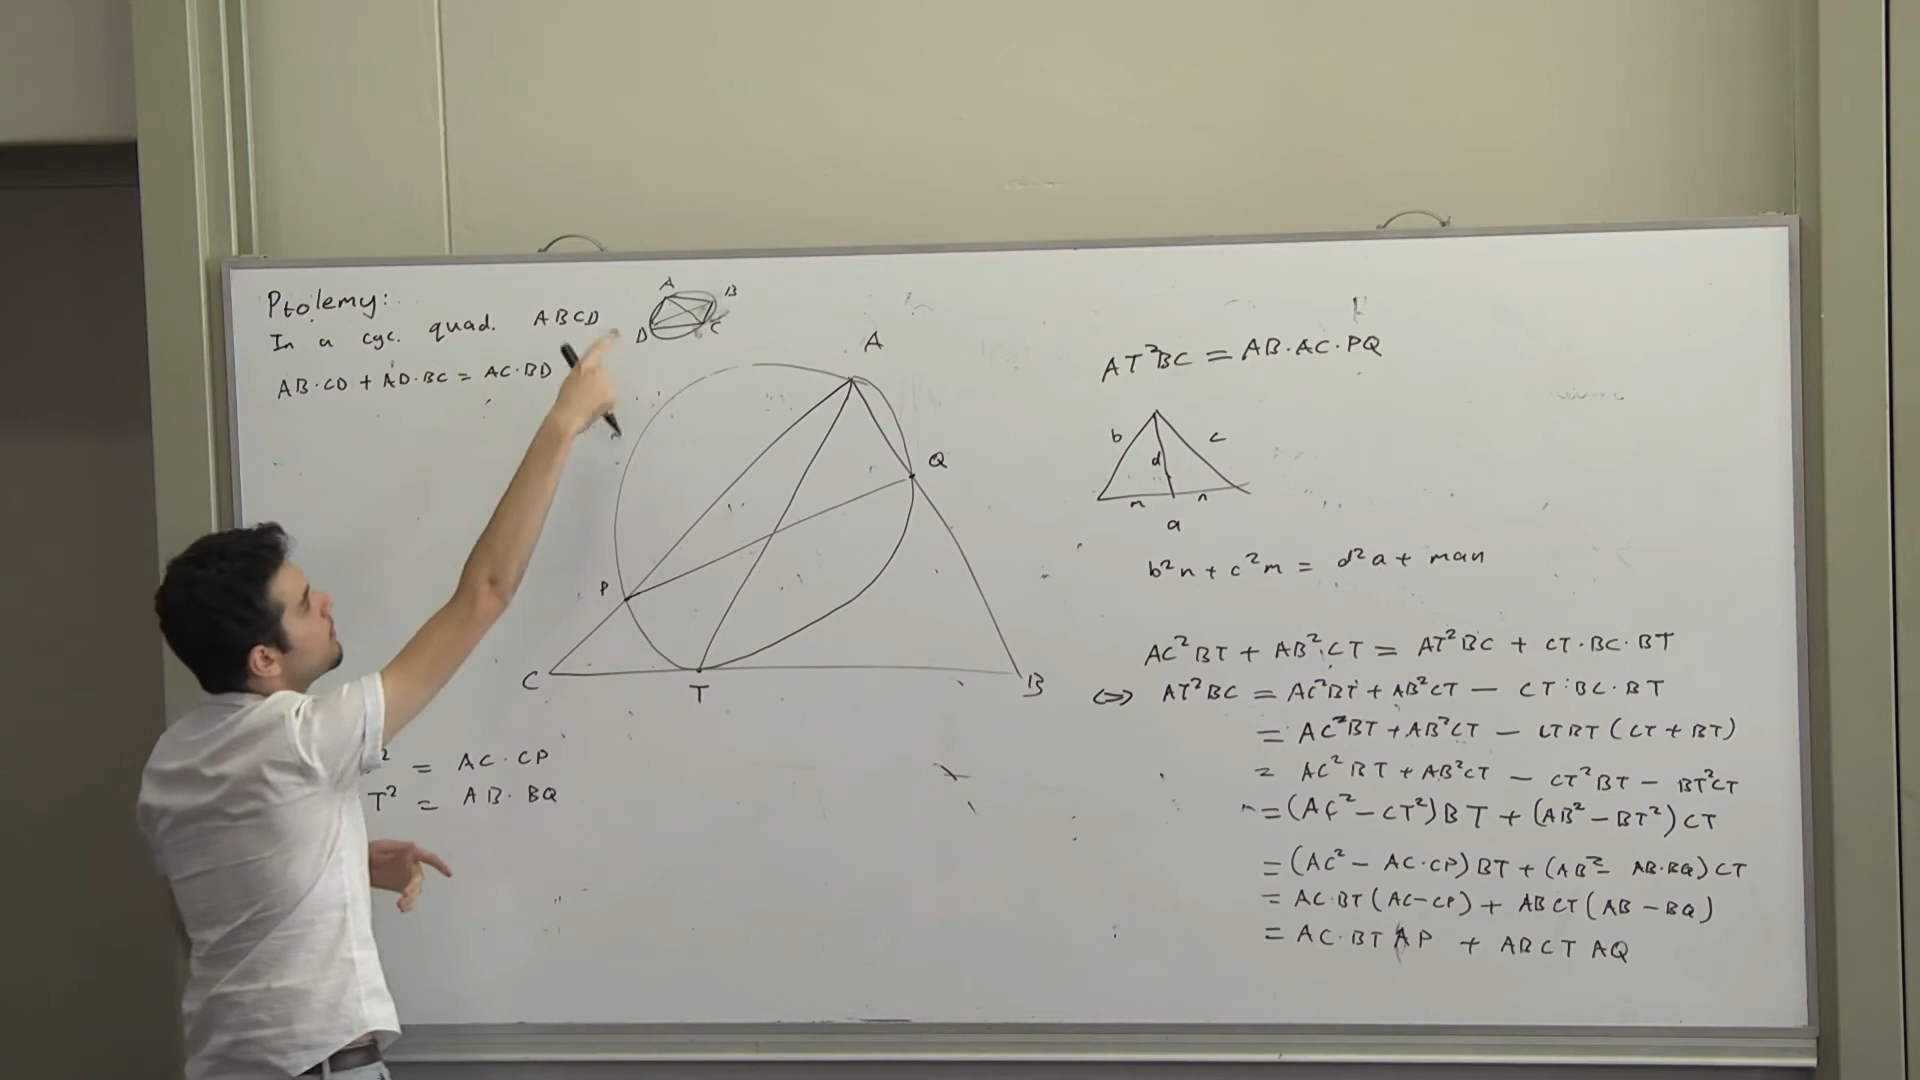 Ptolemy:
In a cyc. quad. ABCD
AB·CD + AD·BC = AC·BD
A
B
D
C
A
Q
P
C
T
B
² = AC·CP
T² = AB·BQ
AT²BC = AB·AC·PQ
b
c
d
m
n
a
b²n + c²m = d²a + man
AC²BT + AB²CT = AT²BC + CT·BC·BT
⇔ AT²BC = AC²BT + AB²CT − CT·BC·BT
= AC²BT + AB²CT − CTBT(CT + BT)
= AC²BT + AB²CT − CT²BT − BT²CT
= (AC² − CT²)BT + (AB² − BT²)CT
= (AC² − AC·CP)BT + (AB² − AB·BQ)CT
= AC·BT(AC−CP) + ABCT(AB − BQ)
= AC·BT AP + ABCT AQ